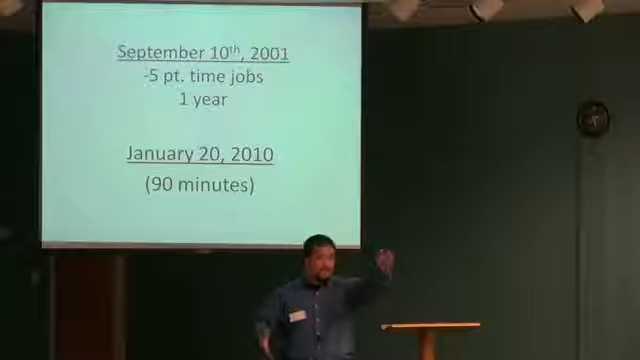 September 10th, 2001
-5 pt. time jobs
1 year
January 20, 2010
(90 minutes)